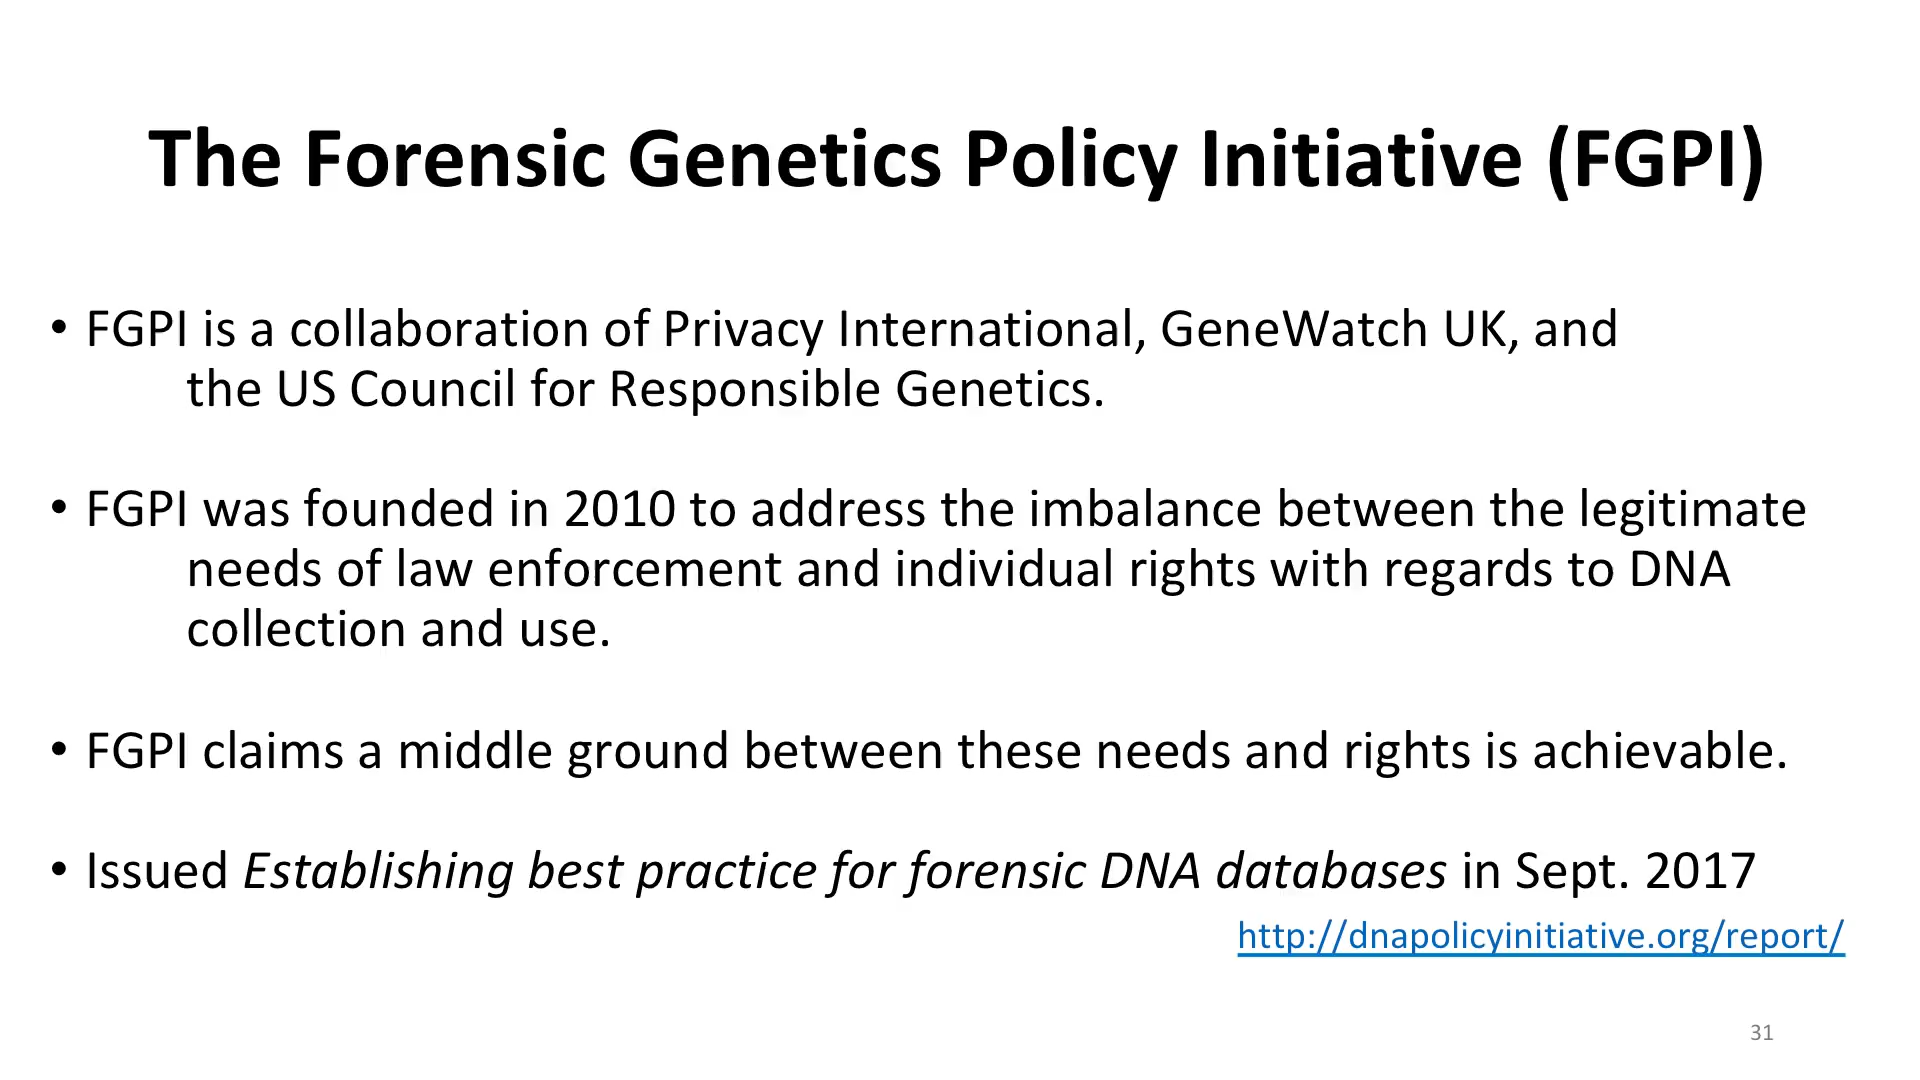 The Forensic Genetics Policy Initiative (FGPI)
• FGPI is a collaboration of Privacy International, GeneWatch UK, and
the US Council for Responsible Genetics.
• FGPI was founded in 2010 to address the imbalance between the legitimate
needs of law enforcement and individual rights with regards to DNA
collection and use.
• FGPI claims a middle ground between these needs and rights is achievable.
• Issued Establishing best practice for forensic DNA databases in Sept. 2017
http://dnapolicyinitiative.org/report/
31